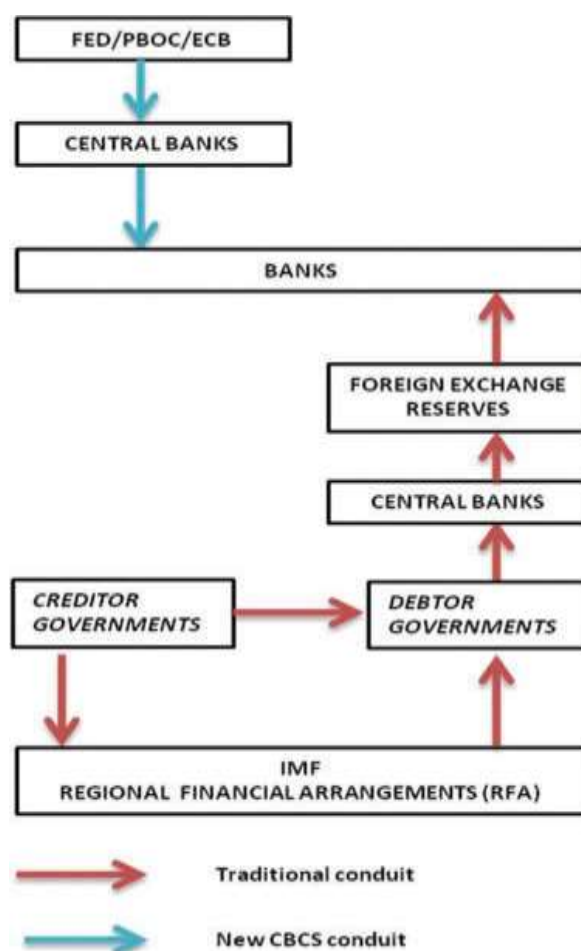 FED/PBOC/ECB
CENTRAL BANKS
BANKS
FOREIGN EXCHANGE
RESERVES
CENTRAL BANKS
CREDITOR
GOVERNMENTS
DEBTOR
GOVERNMENTS
IMF
REGIONAL FINANCIAL ARRANGEMENTS (RFA)
Traditional conduit
New CBCS conduit